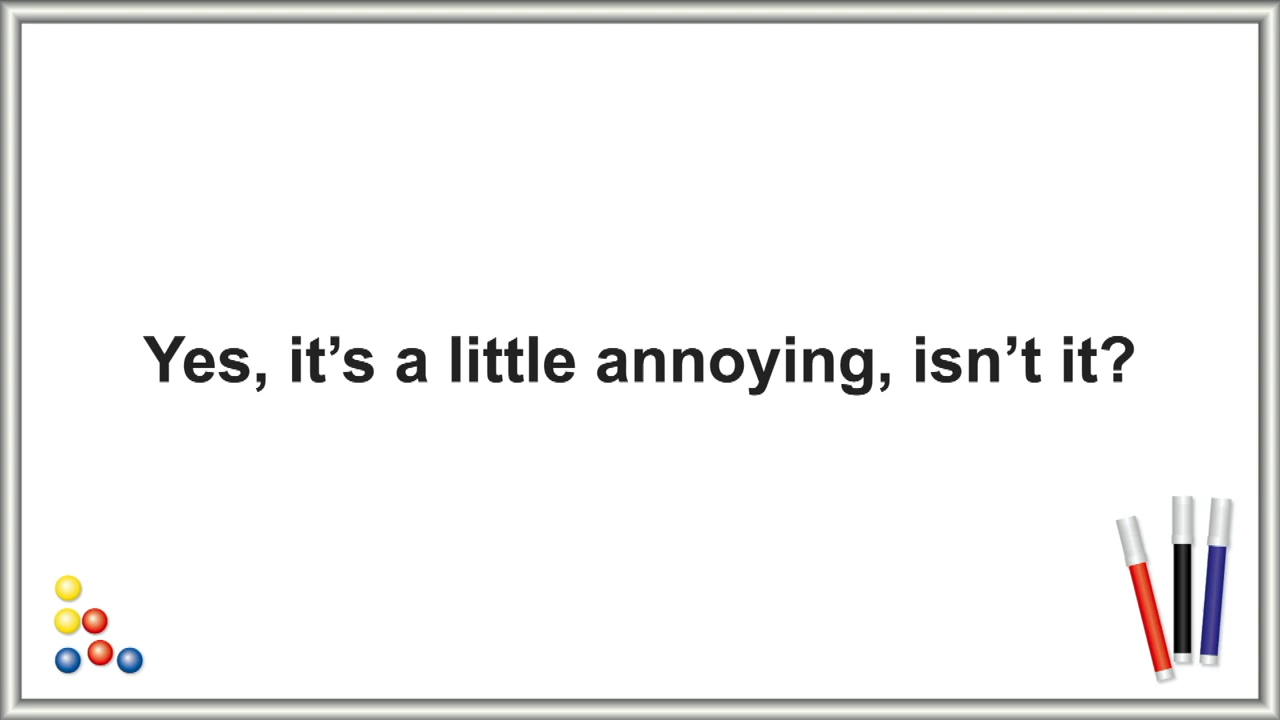 Yes, it’s a little annoying, isn’t it?